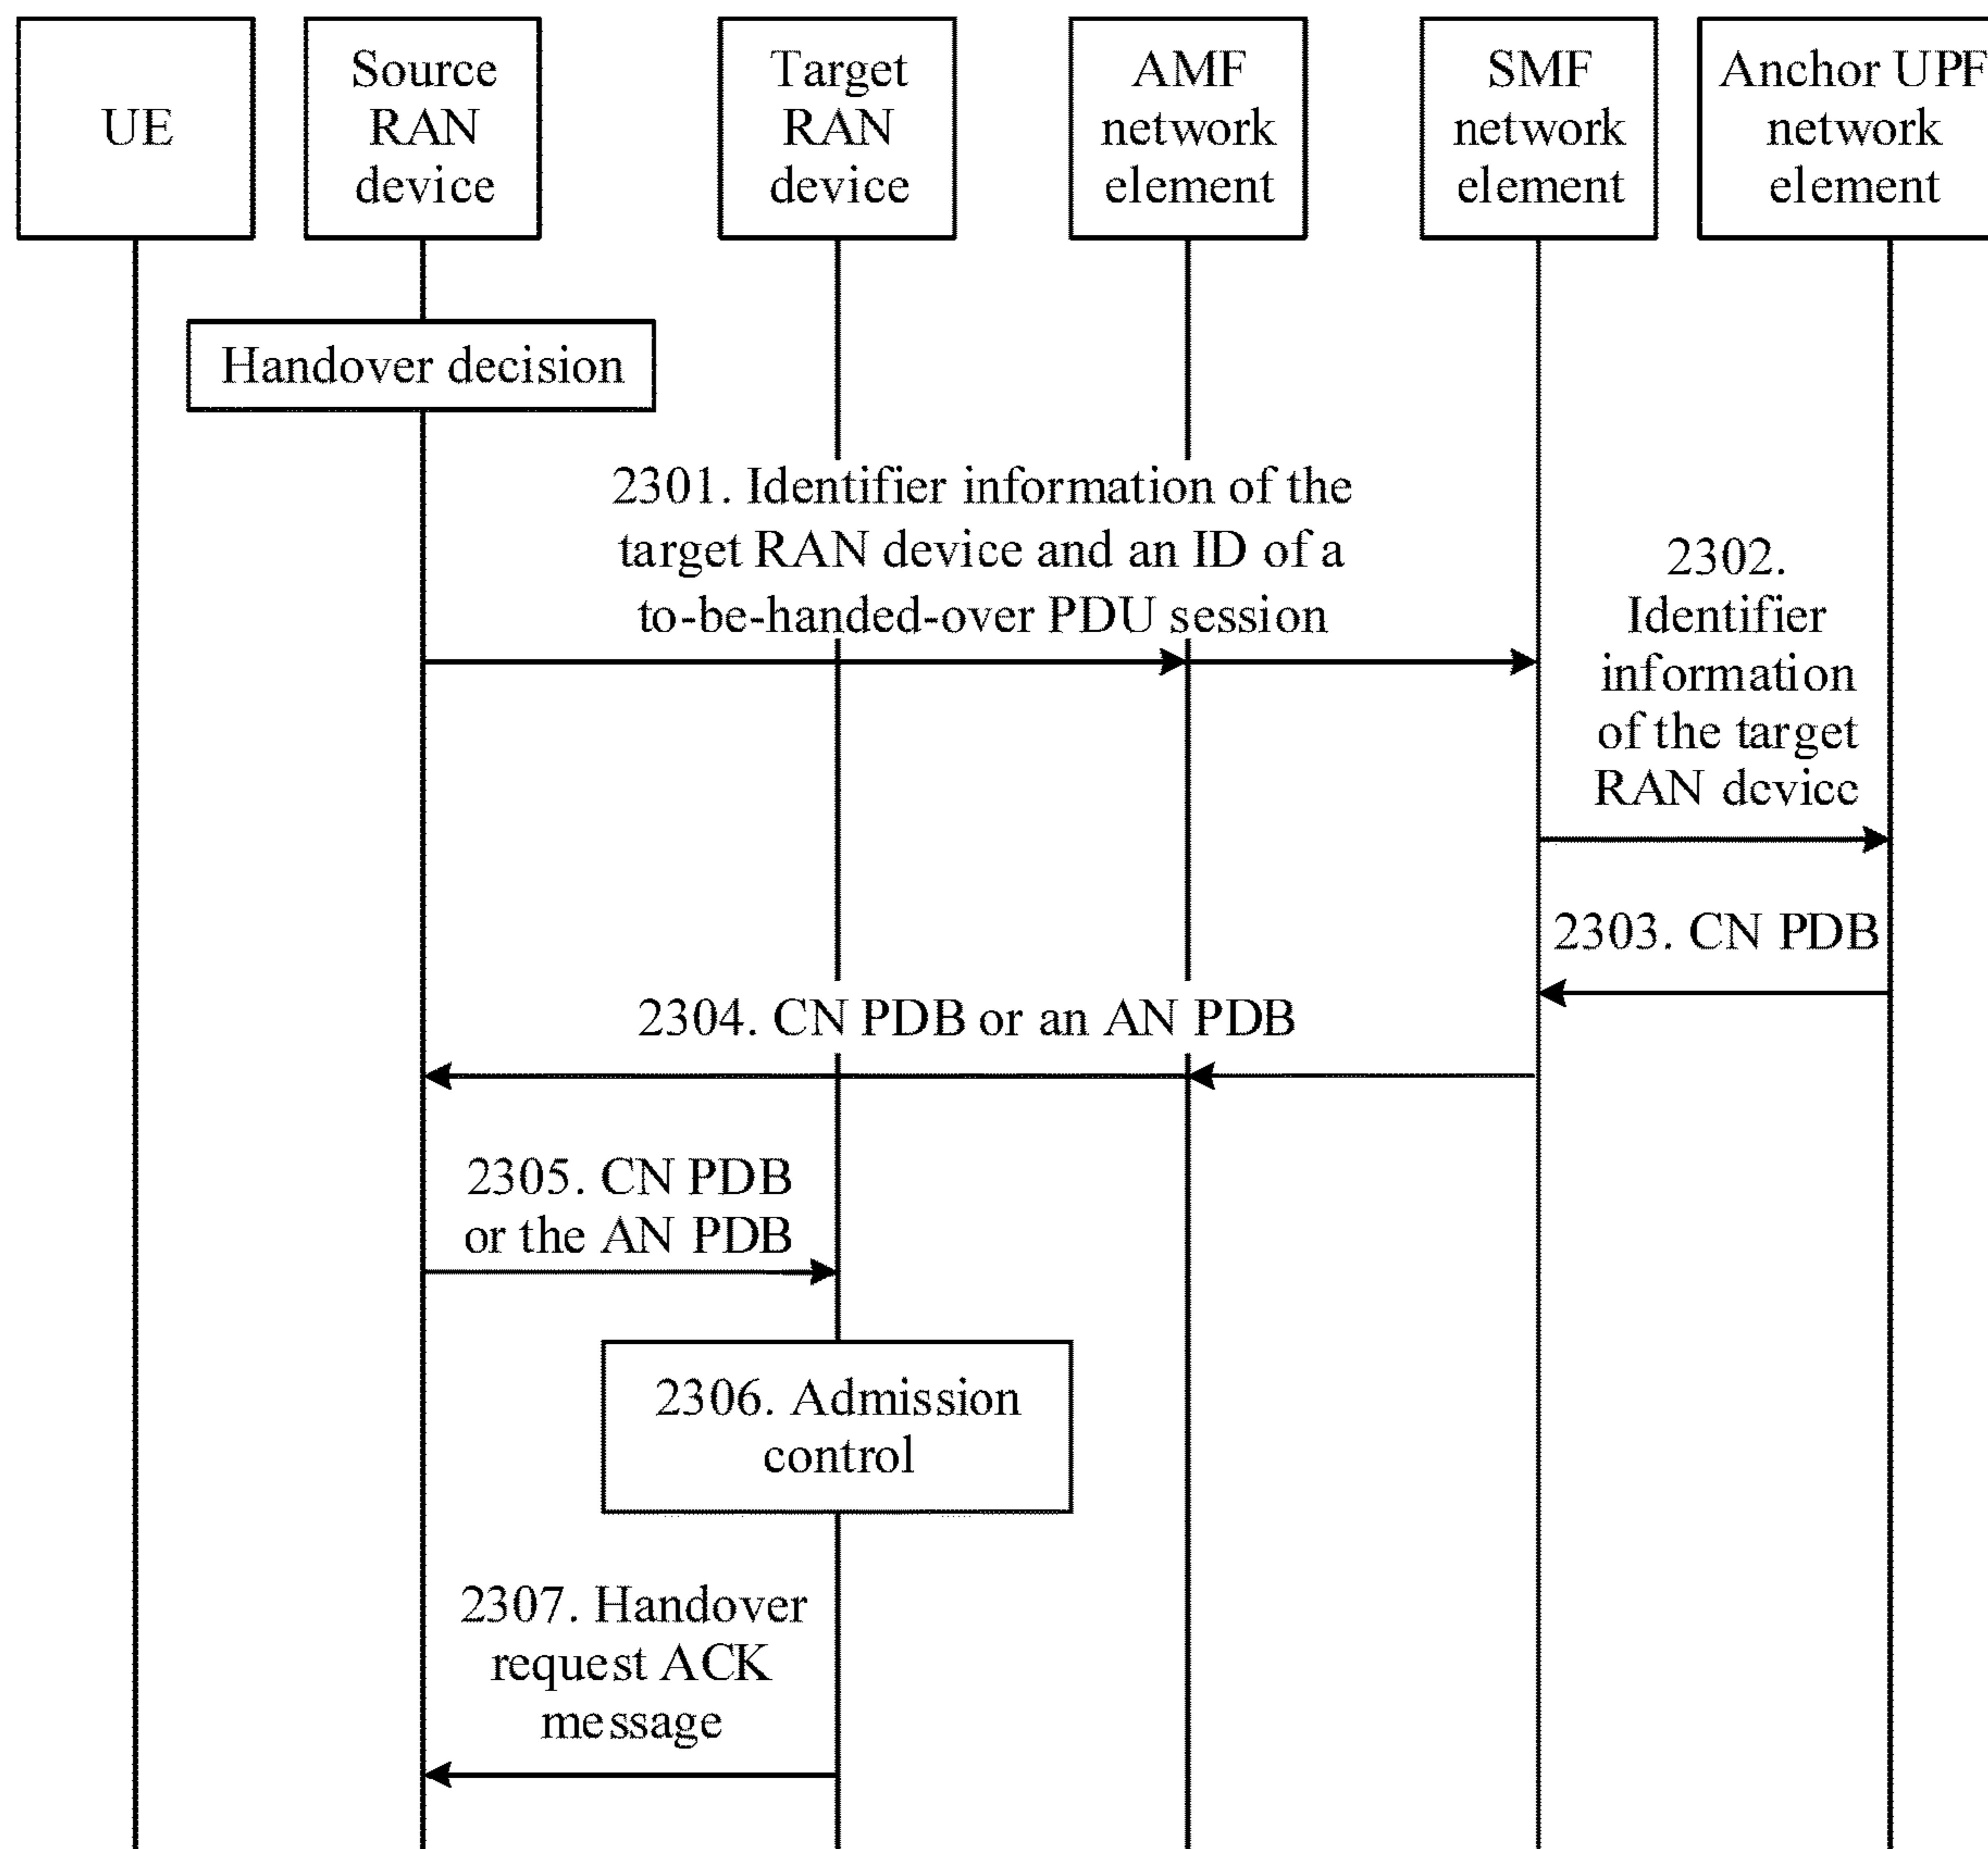 UE
Source
RAN
device
Target
RAN
device
AMF
network
element
SMF
network
element
Anchor UPF
network
element
Handover decision
2301. Identifier information of the
target RAN device and an ID of a
to-be-handed-over PDU session
2302.
Identifier
information
of the target
RAN device
2303. CN PDB
2304. CN PDB or an AN PDB
2305. CN PDB
or the AN PDB
2306. Admission
control
2307. Handover
request ACK
message